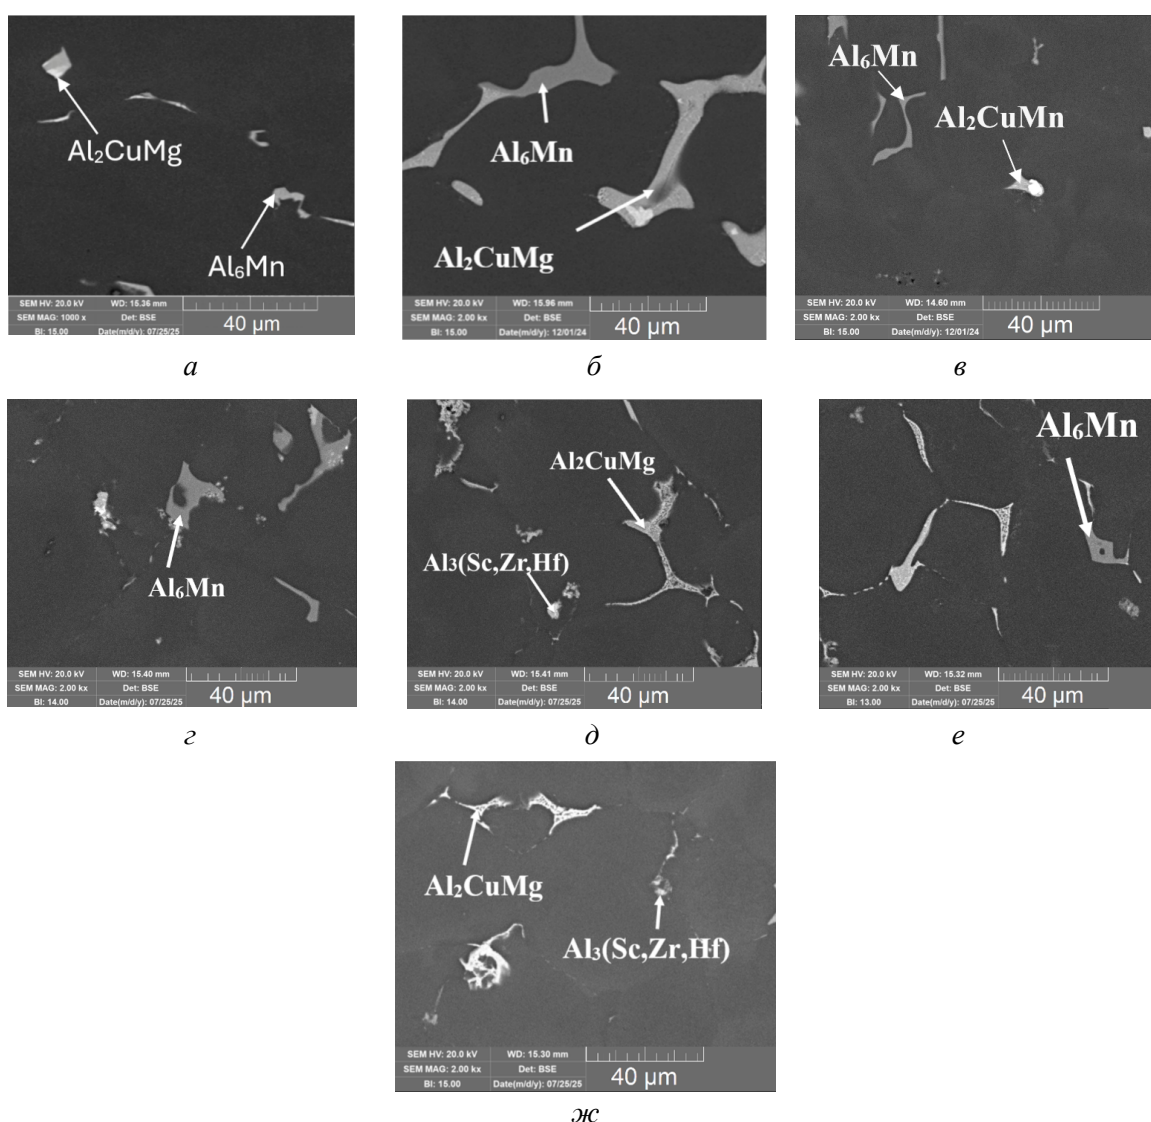 Al₂CuMg
Al₆Mn
SEM HV: 20.0 kV WD: 15.36 mm
SEM MAG: 1000 x Det: BSE 40 µm
BI: 15.00 Date(m/d/y): 07/25/25
а
Al₆Mn
Al₂CuMg
SEM HV: 20.0 kV WD: 15.96 mm
SEM MAG: 2.00 kx Det: BSE 40 µm
BI: 15.00 Date(m/d/y): 12/01/24
б
Al₆Mn
Al₂CuMn
SEM HV: 20.0 kV WD: 14.60 mm
SEM MAG: 2.00 kx Det: BSE 40 µm
BI: 15.00 Date(m/d/y): 12/01/24
в
Al₆Mn
SEM HV: 20.0 kV WD: 15.40 mm
SEM MAG: 2.00 kx Det: BSE 40 µm
BI: 14.00 Date(m/d/y): 07/25/25
г
Al₂CuMg
Al₃(Sc,Zr,Hf)
SEM HV: 20.0 kV WD: 15.41 mm
SEM MAG: 2.00 kx Det: BSE 40 µm
BI: 14.00 Date(m/d/y): 07/25/25
д
Al₆Mn
SEM HV: 20.0 kV WD: 15.32 mm
SEM MAG: 2.00 kx Det: BSE 40 µm
BI: 13.00 Date(m/d/y): 07/25/25
е
Al₂CuMg
Al₃(Sc,Zr,Hf)
SEM HV: 20.0 kV WD: 15.30 mm
SEM MAG: 2.00 kx Det: BSE 40 µm
BI: 15.00 Date(m/d/y): 07/25/25
ж